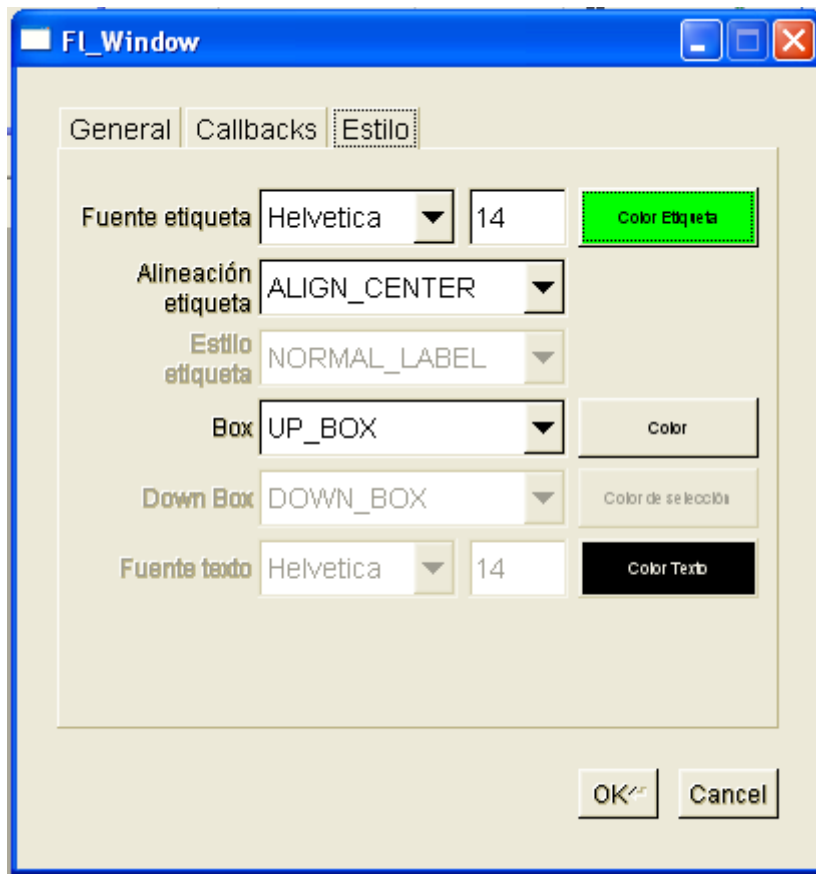 Fl_Window
General Callbacks Estilo
Fuente etiqueta Helvetica 14 Color Etiqueta
Alineación
etiqueta ALIGN_CENTER
Estilo
etiqueta NORMAL_LABEL
Box UP_BOX Color
Down Box DOWN_BOX Color de selección
Fuente texto Helvetica 14 Color Texto
OK Cancel